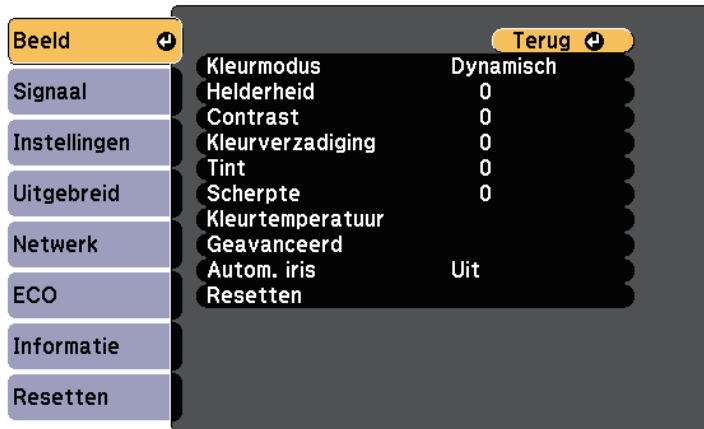 Beeld
Signaal
Instellingen
Uitgebreid
Netwerk
ECO
Informatie
Resetten
Terug
Kleurmodus Dynamisch
Helderheid 0
Contrast 0
Kleurverzadiging 0
Tint 0
Scherpte 0
Kleurtemperatuur
Geavanceerd
Autom. iris Uit
Resetten